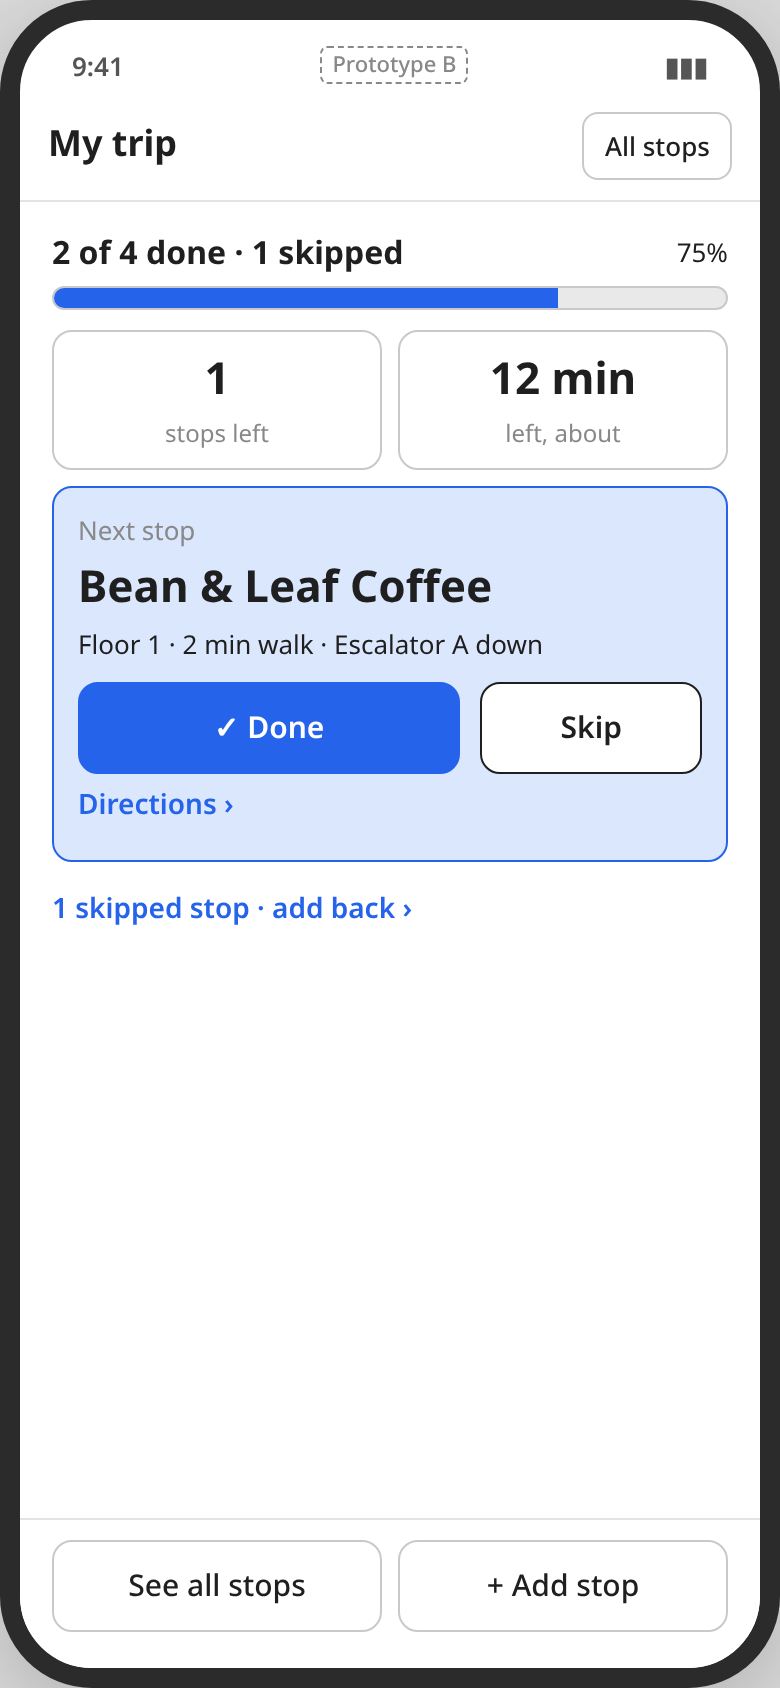 9:41
Prototype B
My trip
All stops
2 of 4 done · 1 skipped
75%
1
stops left
12 min
left, about
Next stop
Bean & Leaf Coffee
Floor 1 · 2 min walk · Escalator A down
✓ Done
Skip
Directions ›
1 skipped stop · add back ›
See all stops
+ Add stop